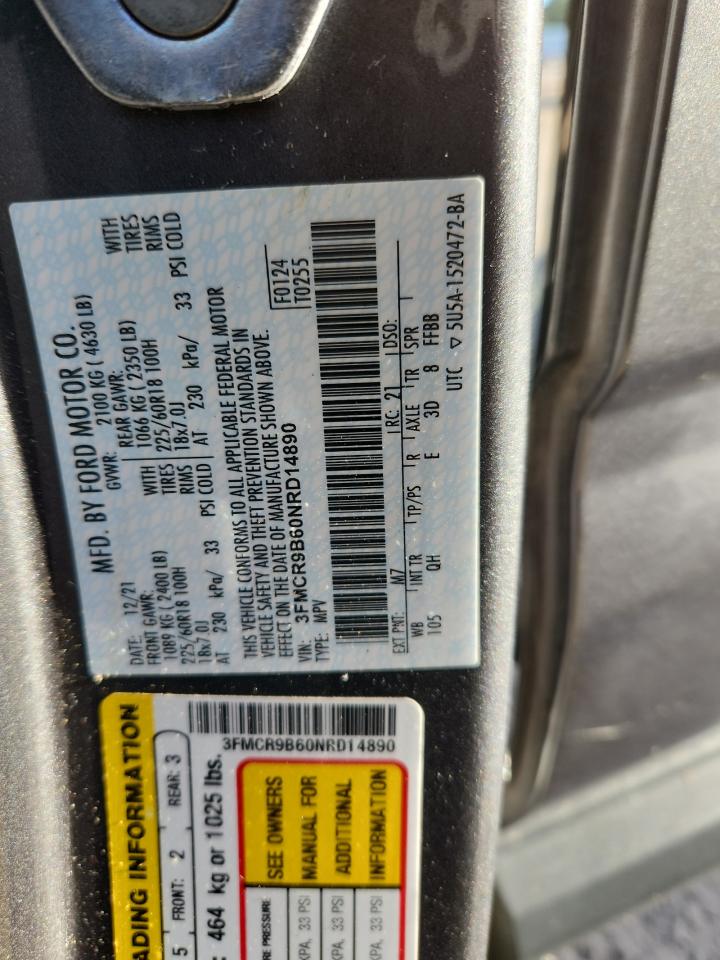 MFD. BY FORD MOTOR CO.
DATE: 12/21 GVWR: 2100 KG ( 4630 LB)
FRONT GAWR: REAR GAWR:
1089 KG (2400 LB) WITH 1066 KG ( 2350 LB) WITH
225/60R18 100H TIRES 225/60R18 100H TIRES
18x7.0J RIMS 18x7.0J RIMS
AT 230 kPa/ 33 PSI COLD AT 230 kPa/ 33 PSI COLD
THIS VEHICLE CONFORMS TO ALL APPLICABLE FEDERAL MOTOR
VEHICLE SAFETY AND THEFT PREVENTION STANDARDS IN
EFFECT ON THE DATE OF MANUFACTURE SHOWN ABOVE.
VIN: 3FMCR9B60NRD14890 F0124
TYPE: MPV T0255
EXT PNT: M7 RC: 21 DSO:
WB INT TR TP/PS R AXLE TR SPR
105 QH E 3D 8 FFBB
UTC ▽ 5U5A-1520472-BA
3FMCR9B60NRD14890
ADING INFORMATION
5 FRONT: 2 REAR: 3
: 464 kg or 1025 lbs.
E PRESSURE SEE OWNERS
KPA, 33 PSI MANUAL FOR
KPA, 33 PSI ADDITIONAL
KPA, 33 PSI INFORMATION